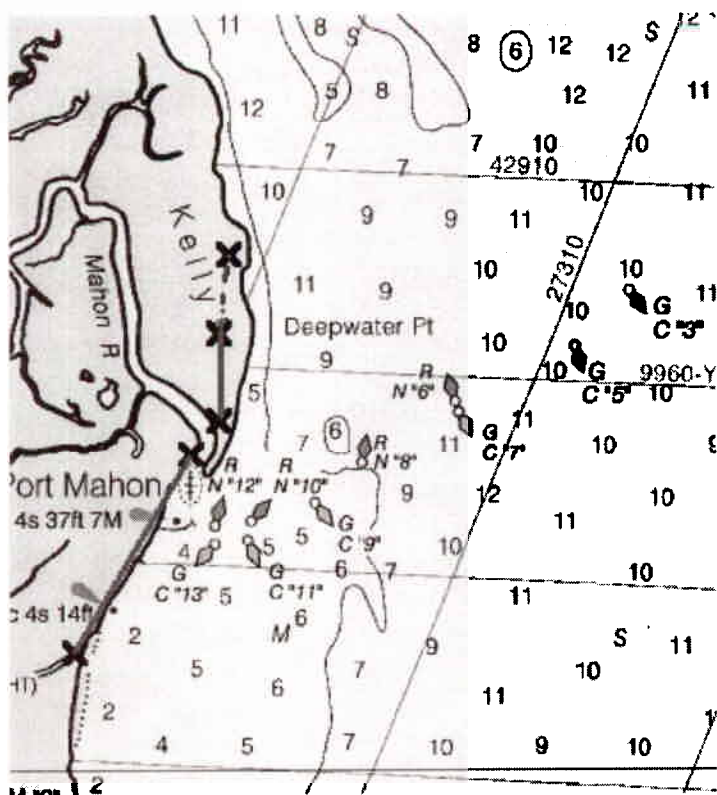 11 8 S 8 6 12 12 S 12
12 5 8 12 11
7 7 7 10 10
42910
10 10 11
Kelly
9 9 11
Mahon R
10 10 11
11 9 27310 G
10 C "3"
Deepwater Pt 10
9 10 G 9960-Y
R C "5" 10
N "6"
5
6 11 11
7 R G 10
N "8" C "7"
Port Mahon R R
N "12" N "10" 9 12 10
4s 37ft 7M 11
5 G
4 5 C "9" 10
G G 6 7 10
C "13" 5 C "11" 11
c 4s 14ft
2 6
M 9 S 11
5 7 10
HT)
6 11
2
4 5 7 10 9 10
2